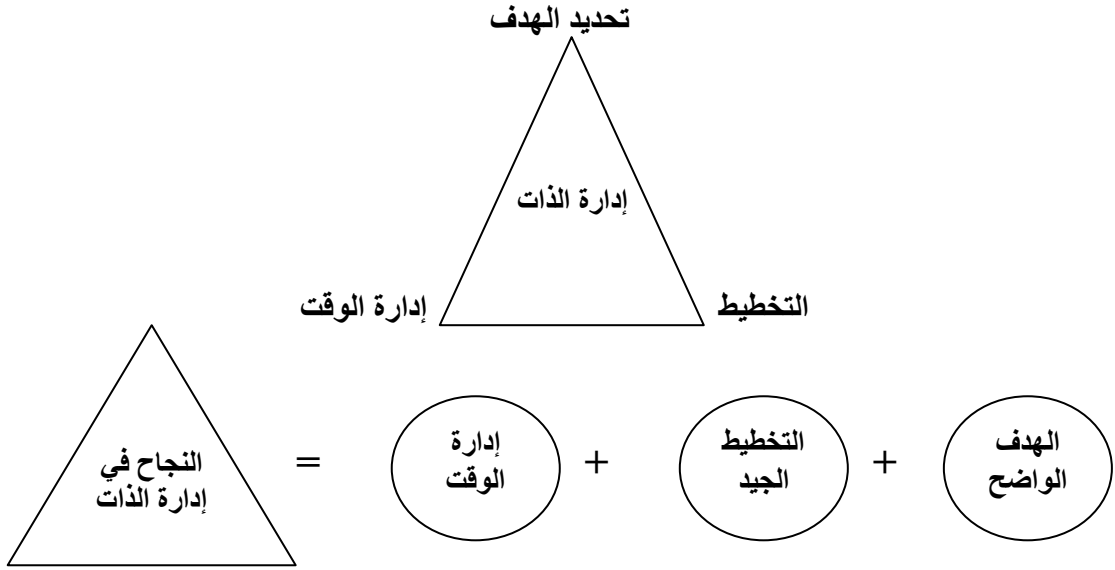 تحديد الهدف
إدارة الذات
التخطيط
إدارة الوقت
الهدف
الواضح
+
التخطيط
الجيد
+
إدارة
الوقت
=
النجاح في
إدارة الذات